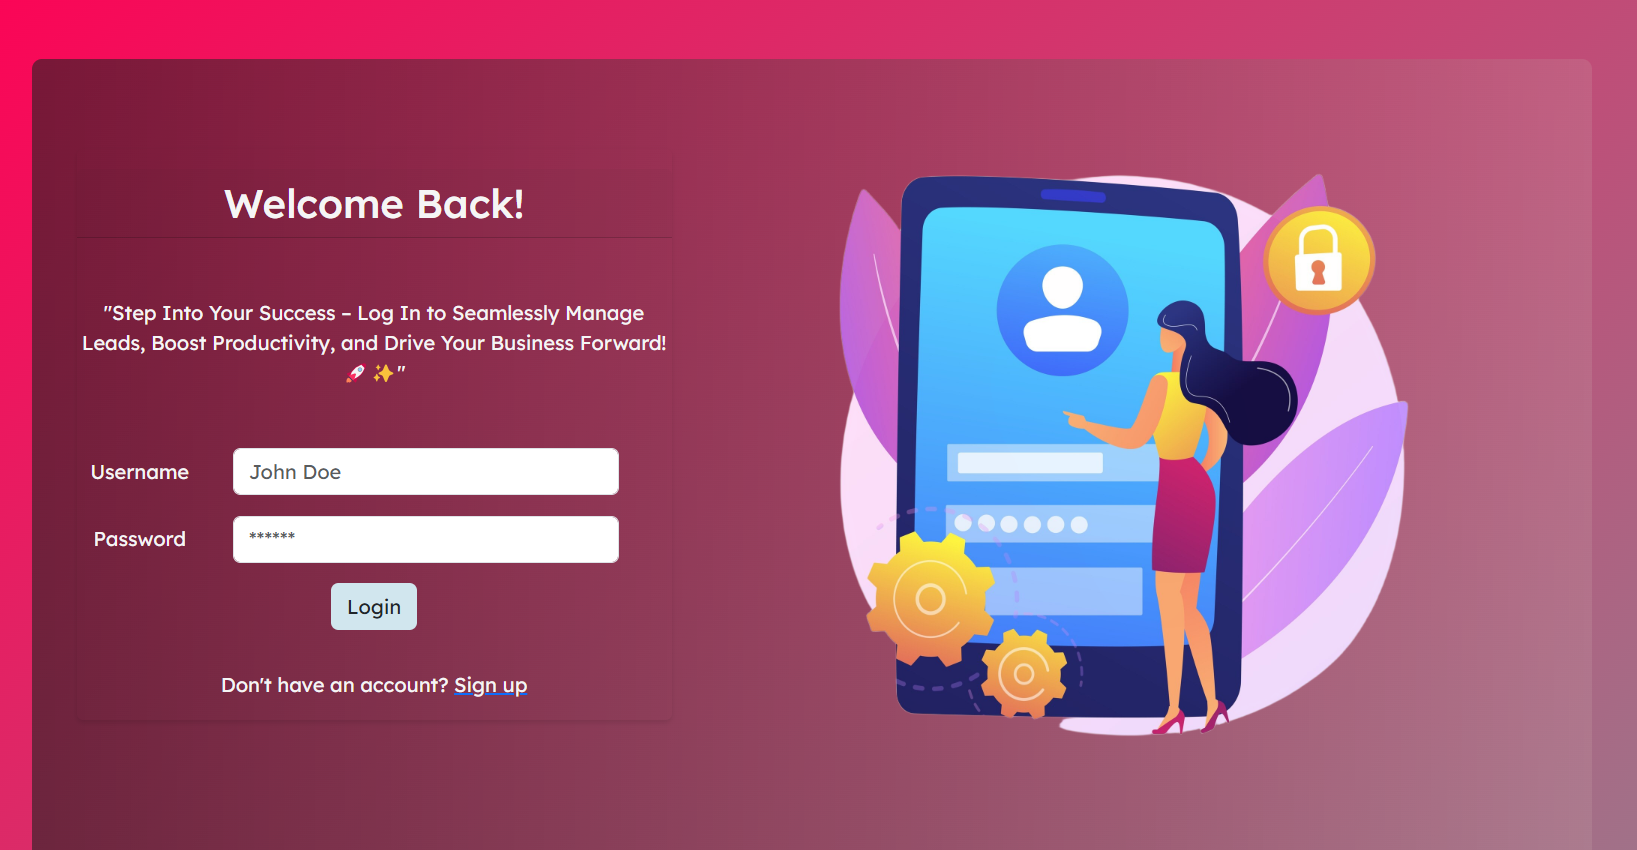 Welcome Back!
"Step Into Your Success – Log In to Seamlessly Manage
Leads, Boost Productivity, and Drive Your Business Forward!
🚀 ✨"
Username
John Doe
Password
******
Login
Don't have an account? Sign up